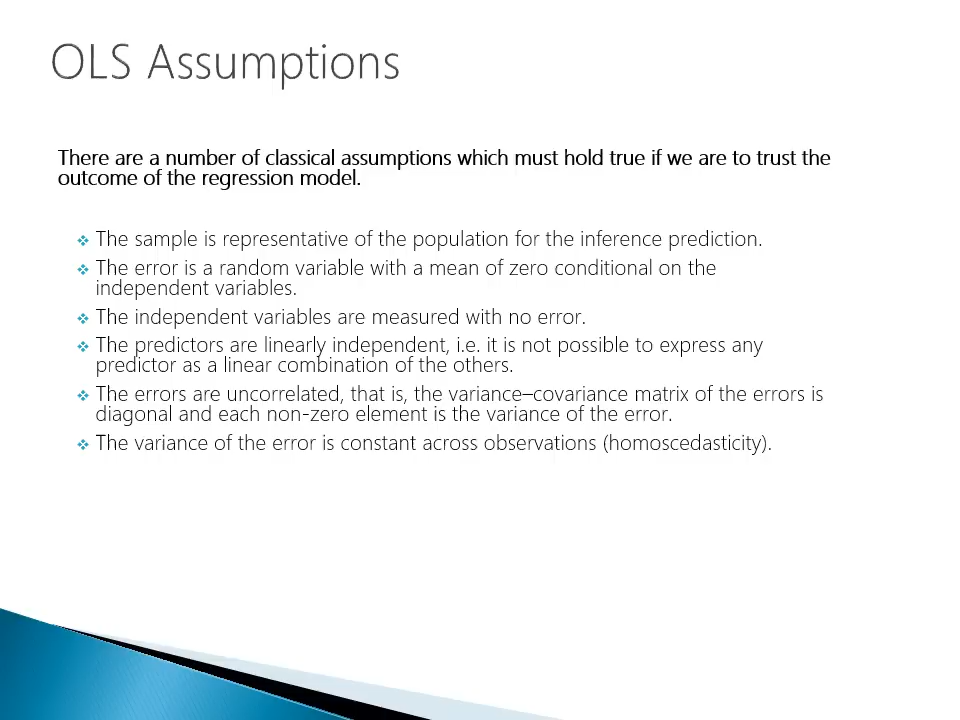 OLS Assumptions
There are a number of classical assumptions which must hold true if we are to trust the
outcome of the regression model.
The sample is representative of the population for the inference prediction.
The error is a random variable with a mean of zero conditional on the
independent variables.
The independent variables are measured with no error.
The predictors are linearly independent, i.e. it is not possible to express any
predictor as a linear combination of the others.
The errors are uncorrelated, that is, the variance–covariance matrix of the errors is
diagonal and each non-zero element is the variance of the error.
The variance of the error is constant across observations (homoscedasticity).